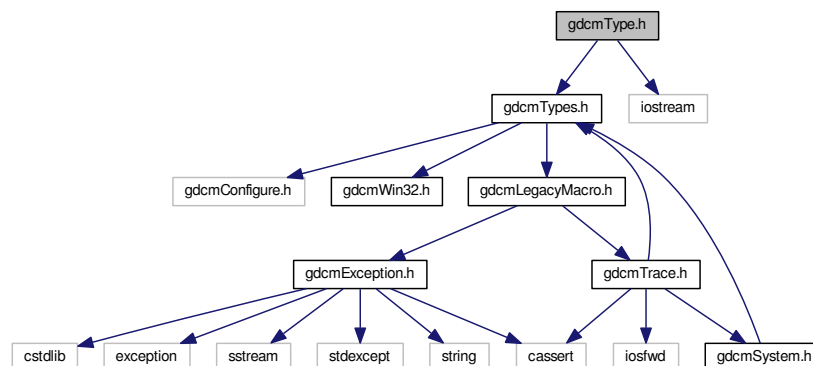 gdcmType.h
gdcmTypes.h
iostream
gdcmConfigure.h
gdcmWin32.h
gdcmLegacyMacro.h
gdcmException.h
gdcmTrace.h
cstdlib
exception
sstream
stdexcept
string
cassert
iosfwd
gdcmSystem.h